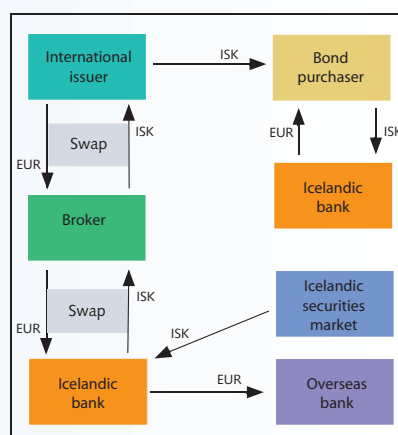 International
issuer
ISK
Bond
purchaser
Swap
ISK
EUR
EUR
ISK
Broker
Icelandic
bank
Swap
ISK
EUR
Icelandic
securities
market
ISK
Icelandic
bank
EUR
Overseas
bank